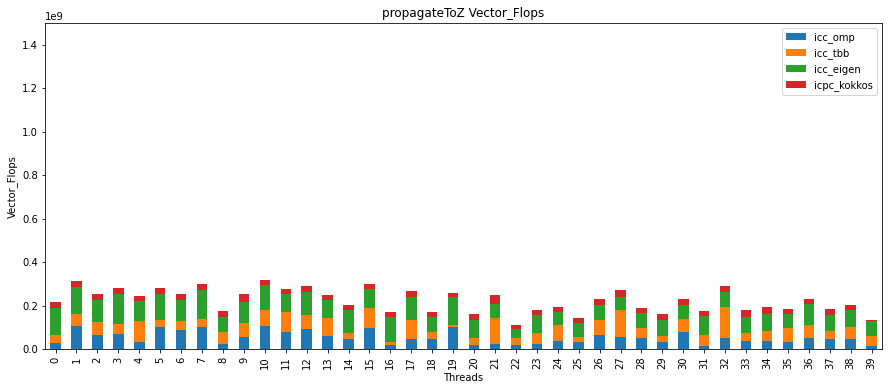 propagateToZ Vector_Flops
1e9
1.4
1.2
1.0
0.8
0.6
0.4
0.2
0.0
Vector_Flops
icc_omp
icc_tbb
icc_eigen
icpc_kokkos
0 1 2 3 4 5 6 7 8 9 10 11 12 13 14 15 16 17 18 19 20 21 22 23 24 25 26 27 28 29 30 31 32 33 34 35 36 37 38 39
Threads